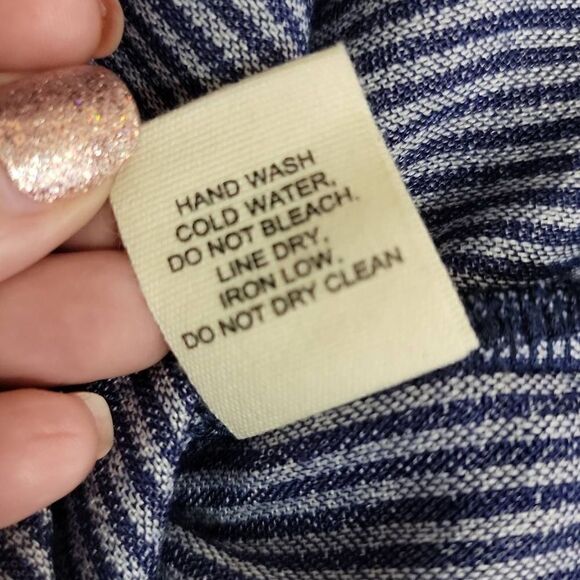 HAND WASH
COLD WATER,
DO NOT BLEACH.
LINE DRY,
IRON LOW,
DO NOT DRY CLEAN